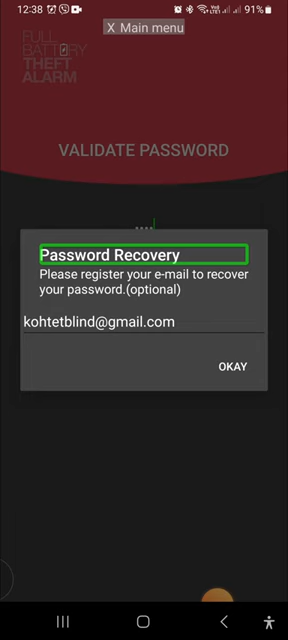 12:38
91%
X Main menu
FULL
BATTERY
THEFT
ALARM
VALIDATE PASSWORD
Password Recovery
Please register your e-mail to recover
your password.(optional)
kohtetblind@gmail.com
OKAY